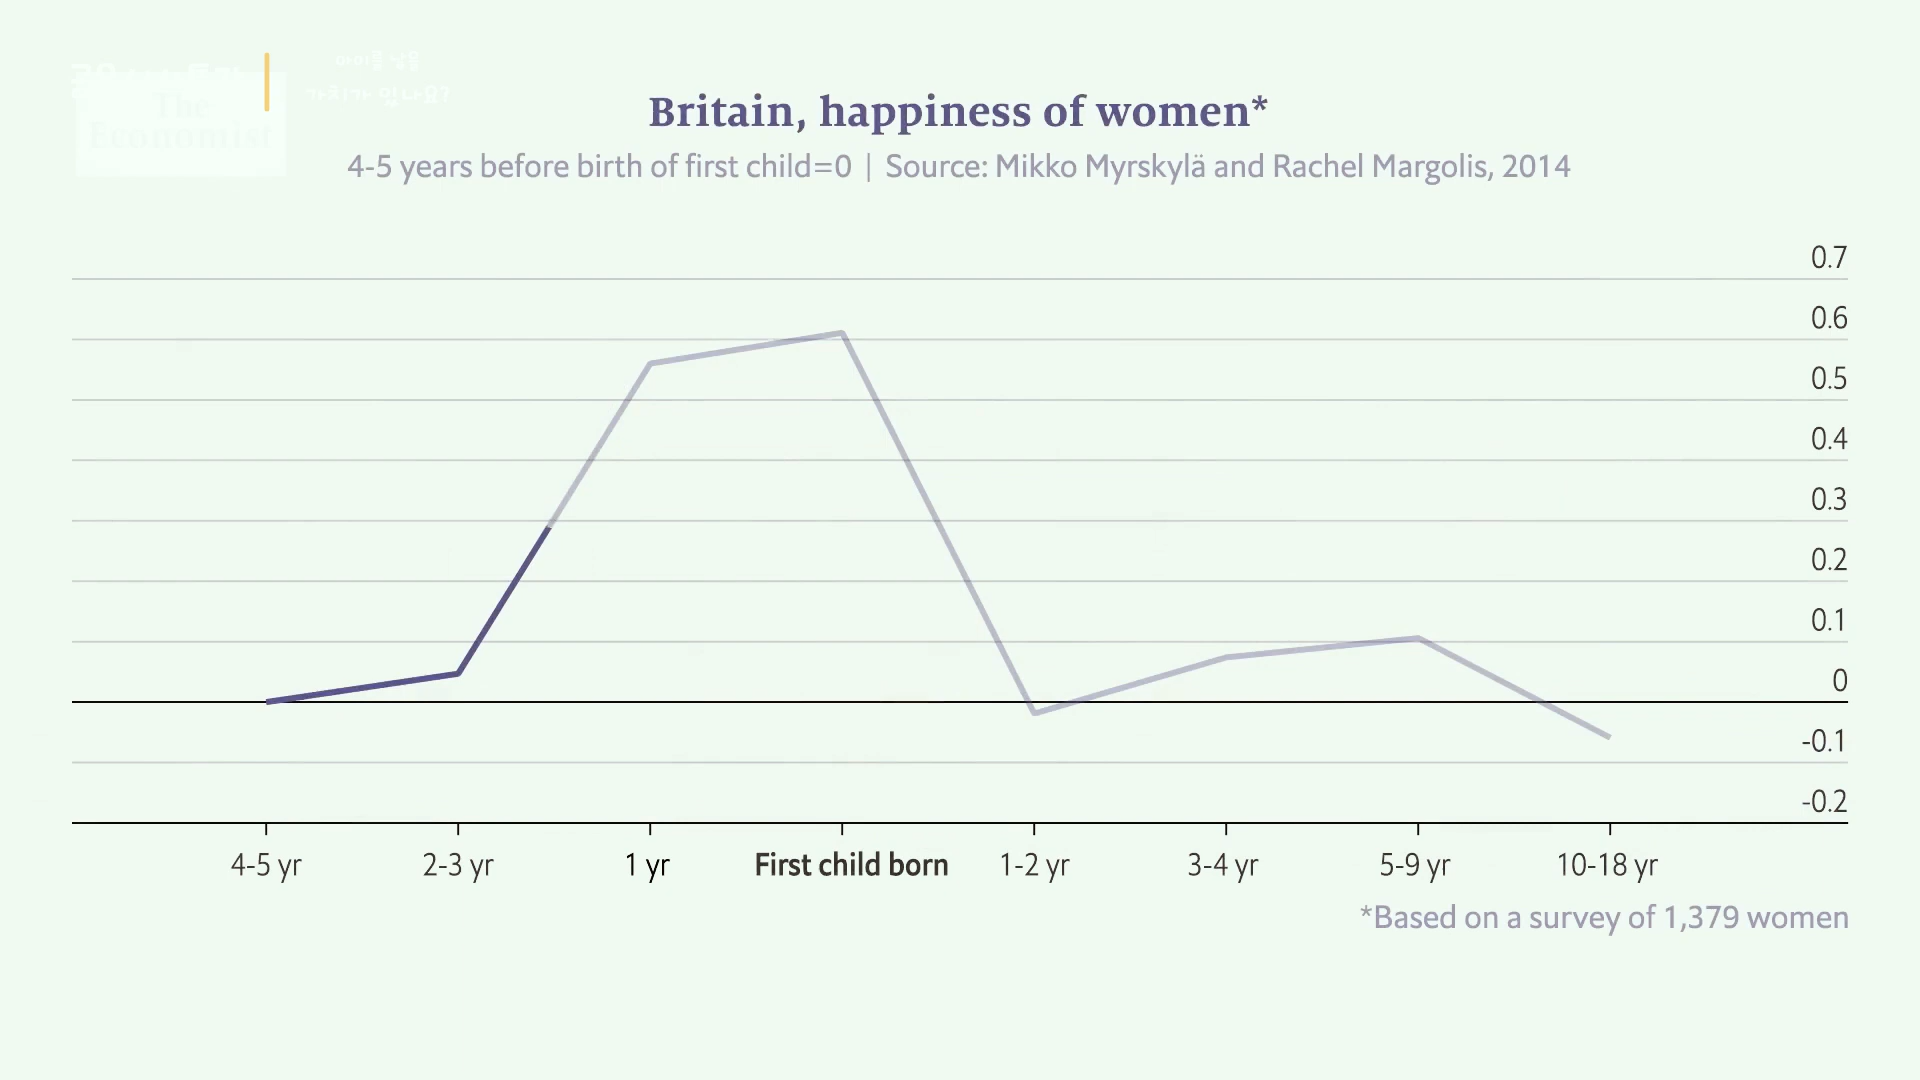 The
Economist
Britain, happiness of women*
4-5 years before birth of first child=0 | Source: Mikko Myrskylä and Rachel Margolis, 2014
0.7
0.6
0.5
0.4
0.3
0.2
0.1
0
-0.1
-0.2
4-5 yr 2-3 yr 1 yr First child born 1-2 yr 3-4 yr 5-9 yr 10-18 yr
*Based on a survey of 1,379 women